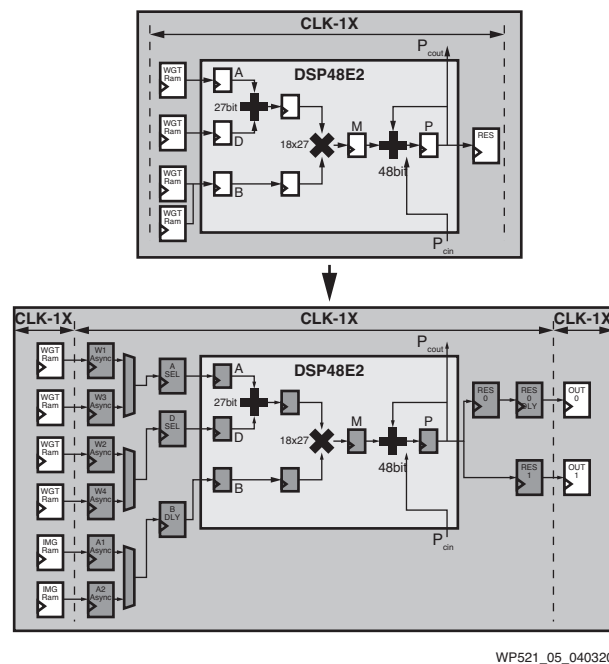 CLK-1X
P cout
WGT Ram
A
DSP48E2
27bit
WGT Ram
D
18x27
M
48bit
P
RES
WGT Ram
B
WGT Ram
P cin
CLK-1X
CLK-1X
CLK-1X
P cout
WGT Ram
W1 Async
A SEL
A
DSP48E2
WGT Ram
W3 Async
27bit
D SEL
D
RES 0
RES 0 DLY
OUT 0
WGT Ram
W2 Async
18x27
M
48bit
P
WGT Ram
W4 Async
B DLY
B
RES 1
OUT 1
IMG Ram
A1 Async
P cin
IMG Ram
A2 Async
WP521_05_040320